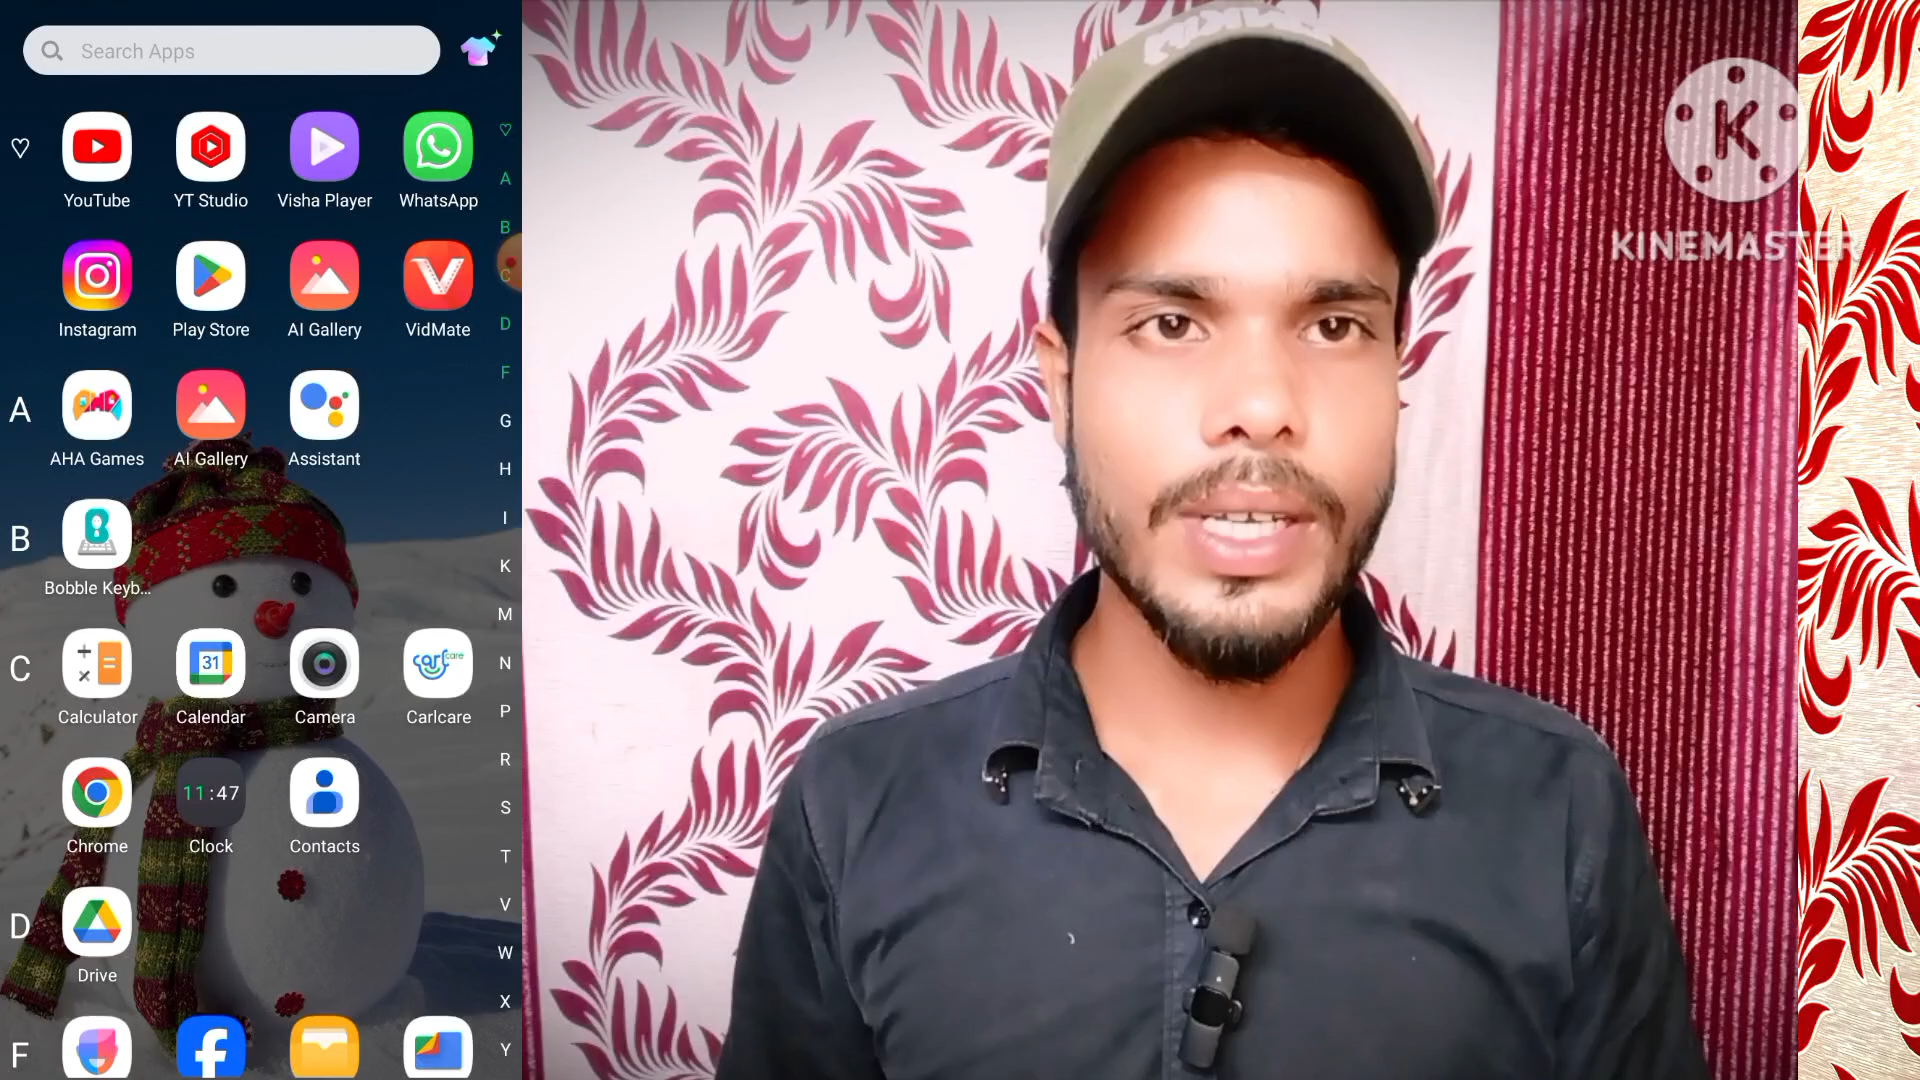 Search Apps
YouTube
YT Studio
Visha Player
WhatsApp
Instagram
Play Store
AI Gallery
VidMate
A
AHA Games
AI Gallery
Assistant
B
Bobble Keyb...
C
Calculator
Calendar
31
Camera
Carlcare
carlcare
Chrome
11:47
Clock
Contacts
D
Drive
F
A
B
C
D
F
G
H
I
K
M
N
P
R
S
T
V
W
X
Y
K
KINEMASTER